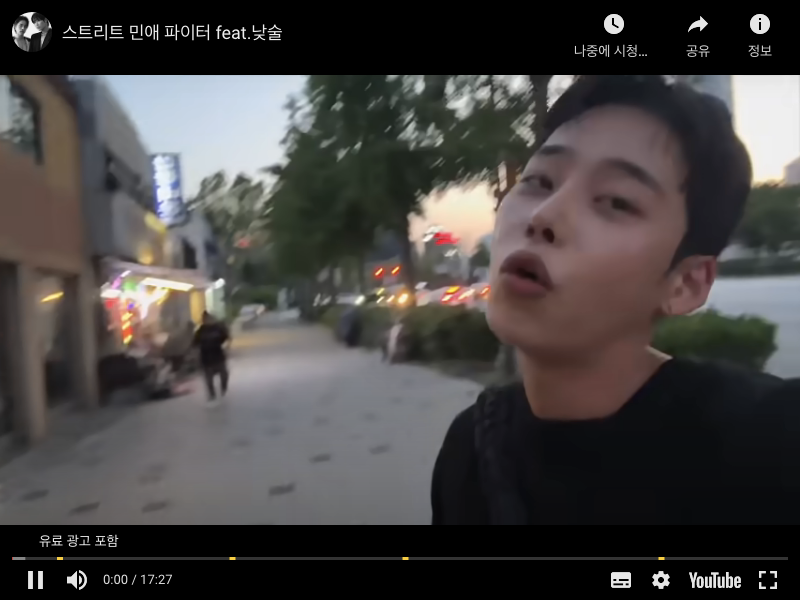 스트리트 민애 파이터 feat.낮술
나중에 시청...
공유
정보
유료 광고 포함
0:00 / 17:27
YouTube